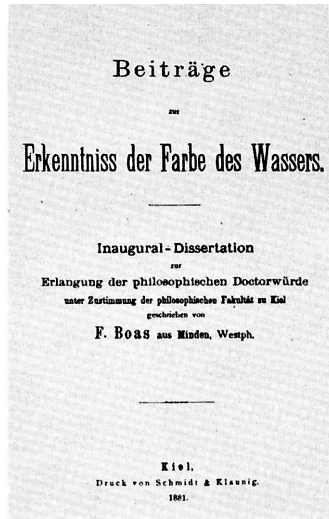 Beiträge
zur
Erkenntniss der Farbe des Wassers.
Inaugural-Dissertation
zur
Erlangung der philosophischen Doctorwürde
unter Zustimmung der philosophischen Fakultät zu Kiel
geschrieben von
F. Boas aus Minden, Westph.
Kiel.
Druck von Schmidt & Klaunig.
1881.